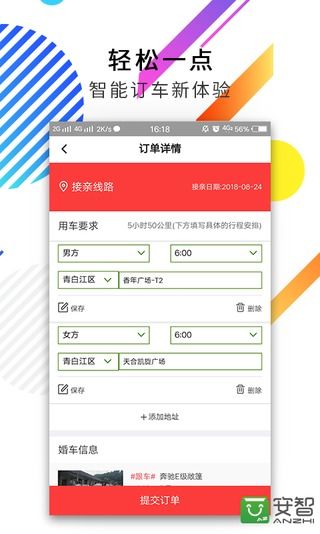 轻松一点
智能订车新体验
2G 4G 2K/s 16:18 4G 56%
订单详情
接亲线路 接亲日期:2018-08-24
用车要求 5小时50公里(下方填写具体的行程安排)
男方 6:00
青白江区 香年广场-T2
保存 删除
女方 6:00
青白江区 天合凯旋广场
保存 删除
+添加地址
婚车信息
#跟车# 奔驰E级敞篷
提交订单
安智
ANZHI